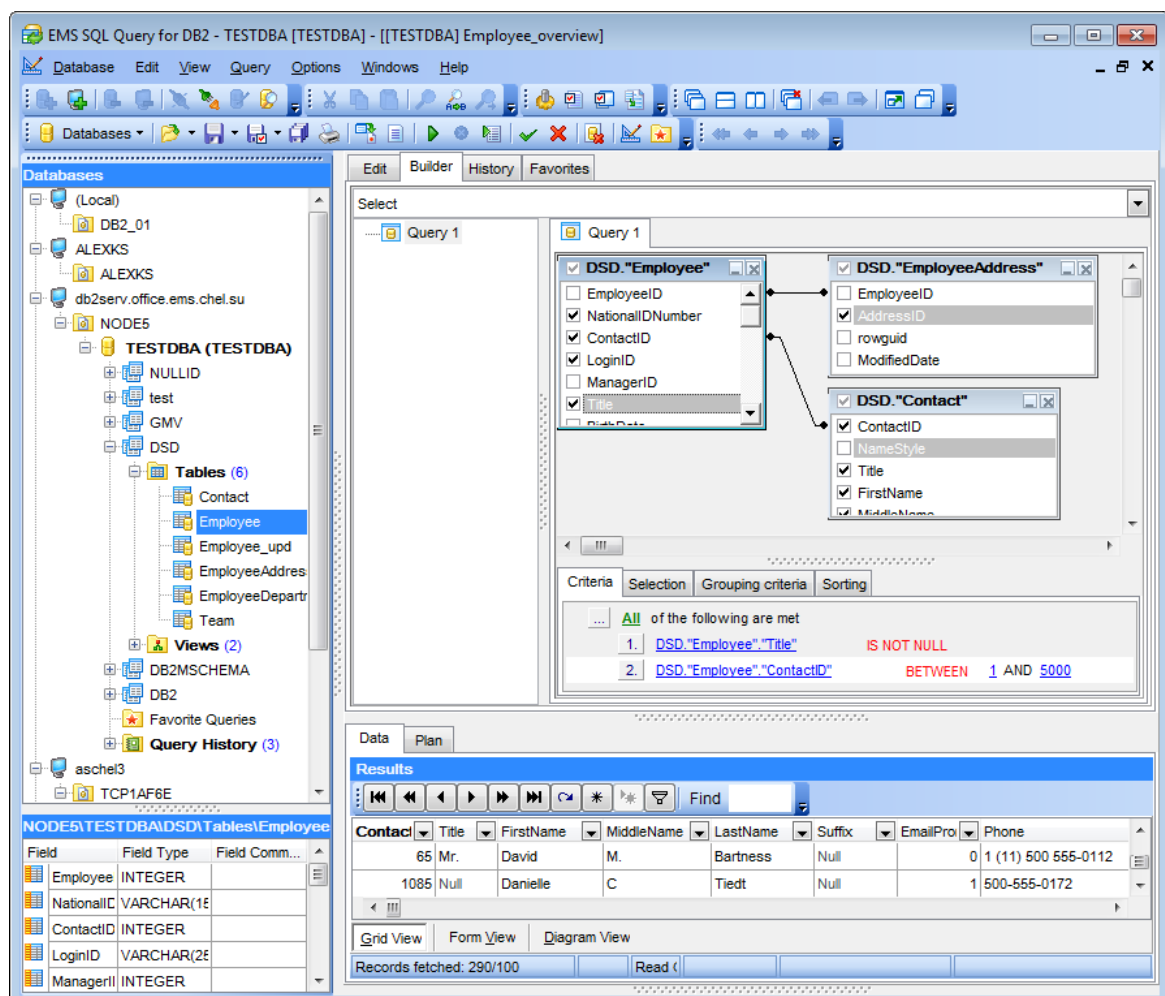 EMS SQL Query for DB2 - TESTDBA [TESTDBA] - [[TESTDBA] Employee_overview]
Database Edit View Query Options Windows Help
Databases
Databases
(Local)
DB2_01
ALEXKS
ALEXKS
db2serv.office.ems.chel.su
NODE5
TESTDBA (TESTDBA)
NULLID
test
GMV
DSD
Tables (6)
Contact
Employee
Employee_upd
EmployeeAddres
EmployeeDepartr
Team
Views (2)
DB2MSCHEMA
DB2
Favorite Queries
Query History (3)
aschel3
TCP1AF6E
NODE5\TESTDBA\DSD\Tables\Employee
Field Field Type Field Comm...
Employee INTEGER
NationalID VARCHAR(15
ContactID INTEGER
LoginID VARCHAR(25
ManagerII INTEGER
Edit Builder History Favorites
Select
Query 1
Query 1
DSD."Employee"
EmployeeID
NationalIDNumber
ContactID
LoginID
ManagerID
Title
BirthDate
DSD."EmployeeAddress"
EmployeeID
AddressID
rowguid
ModifiedDate
DSD."Contact"
ContactID
NameStyle
Title
FirstName
MiddleName
Criteria Selection Grouping criteria Sorting
... All of the following are met
1. DSD."Employee"."Title" IS NOT NULL
2. DSD."Employee"."ContactID" BETWEEN 1 AND 5000
Data Plan
Results
Find
Contact Title FirstName MiddleName LastName Suffix EmailPro Phone
65 Mr. David M. Bartness Null 0 1 (11) 500 555-0112
1085 Null Danielle C Tiedt Null 1 500-555-0172
Grid View Form View Diagram View
Records fetched: 290/100 Read (